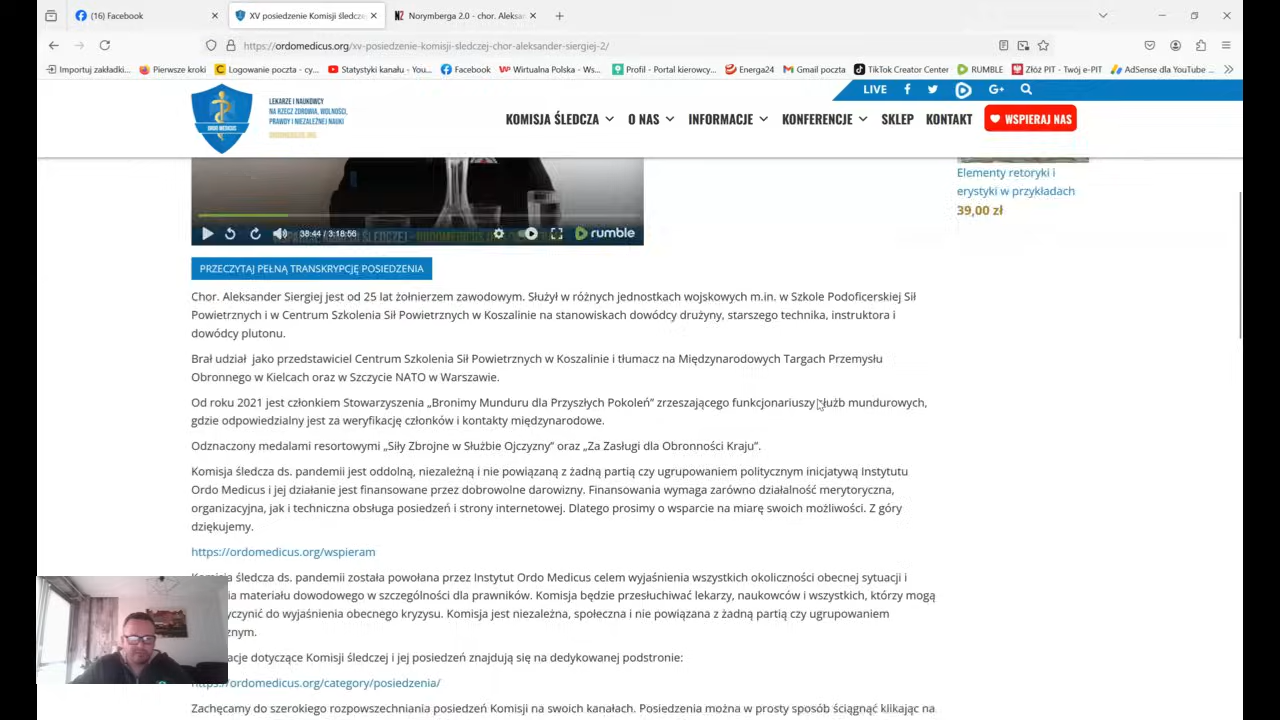 (16) Facebook
XV posiedzenie Komisji śledcze
Norymberga 2.0 - chor. Aleksa
https://ordomedicus.org/xv-posiedzenie-komisji-sledczej-chor-aleksander-siergiej-2/
Importuj zakładki... Pierwsze kroki Logowanie poczta - cy... Statystyki kanału - You... Facebook Wirtualna Polska - Ws... Profil - Portal kierowcy... Energa24 Gmail poczta TikTok Creator Center RUMBLE Złóż PIT - Twój e-PIT AdSense dla YouTube ...
LIVE
LEKARZE I NAUKOWCY
NA RZECZ ZDROWIA, WOLNOŚCI,
PRAWDY I NIEZALEŻNEJ NAUKI
ORDO MEDICUS
KOMISJA ŚLEDCZA O NAS INFORMACJE KONFERENCJE SKLEP KONTAKT WSPIERAJ NAS
Elementy retoryki i
erystyki w przykładach
39,00 zł
38:44 / 3:18:56 rumble
PRZECZYTAJ PEŁNĄ TRANSKRYPCJĘ POSIEDZENIA
Chor. Aleksander Siergiej jest od 25 lat żołnierzem zawodowym. Służył w różnych jednostkach wojskowych m.in. w Szkole Podoficerskiej Sił
Powietrznych i w Centrum Szkolenia Sił Powietrznych w Koszalinie na stanowiskach dowódcy drużyny, starszego technika, instruktora i
dowódcy plutonu.
Brał udział jako przedstawiciel Centrum Szkolenia Sił Powietrznych w Koszalinie i tłumacz na Międzynarodowych Targach Przemysłu
Obronnego w Kielcach oraz w Szczycie NATO w Warszawie.
Od roku 2021 jest członkiem Stowarzyszenia „Bronimy Munduru dla Przyszłych Pokoleń” zrzeszającego funkcjonariuszy służb mundurowych,
gdzie odpowiedzialny jest za weryfikację członków i kontakty międzynarodowe.
Odznaczony medalami resortowymi „Siły Zbrojne w Służbie Ojczyzny” oraz „Za Zasługi dla Obronności Kraju”.
Komisja śledcza ds. pandemii jest oddolną, niezależną i nie powiązaną z żadną partią czy ugrupowaniem politycznym inicjatywą Instytutu
Ordo Medicus i jej działanie jest finansowane przez dobrowolne darowizny. Finansowania wymaga zarówno działalność merytoryczna,
organizacyjna, jak i techniczna obsługa posiedzeń i strony internetowej. Dlatego prosimy o wsparcie na miarę swoich możliwości. Z góry
dziękujemy.
https://ordomedicus.org/wspieram
śledcza ds. pandemii została powołana przez Instytut Ordo Medicus celem wyjaśnienia wszystkich okoliczności obecnej sytuacji i
materiału dowodowego w szczególności dla prawników. Komisja będzie przesłuchiwać lekarzy, naukowców i wszystkich, którzy mogą
yczynić do wyjaśnienia obecnego kryzysu. Komisja jest niezależna, społeczna i nie powiązana z żadną partią czy ugrupowaniem
znym.
acje dotyczące Komisji śledczej i jej posiedzeń znajdują się na dedykowanej podstronie:
https://ordomedicus.org/category/posiedzenia/
Zachęcamy do szerokiego rozpowszechniania posiedzeń Komisji na swoich kanałach. Posiedzenia można w prosty sposób ściągnąć klikając na